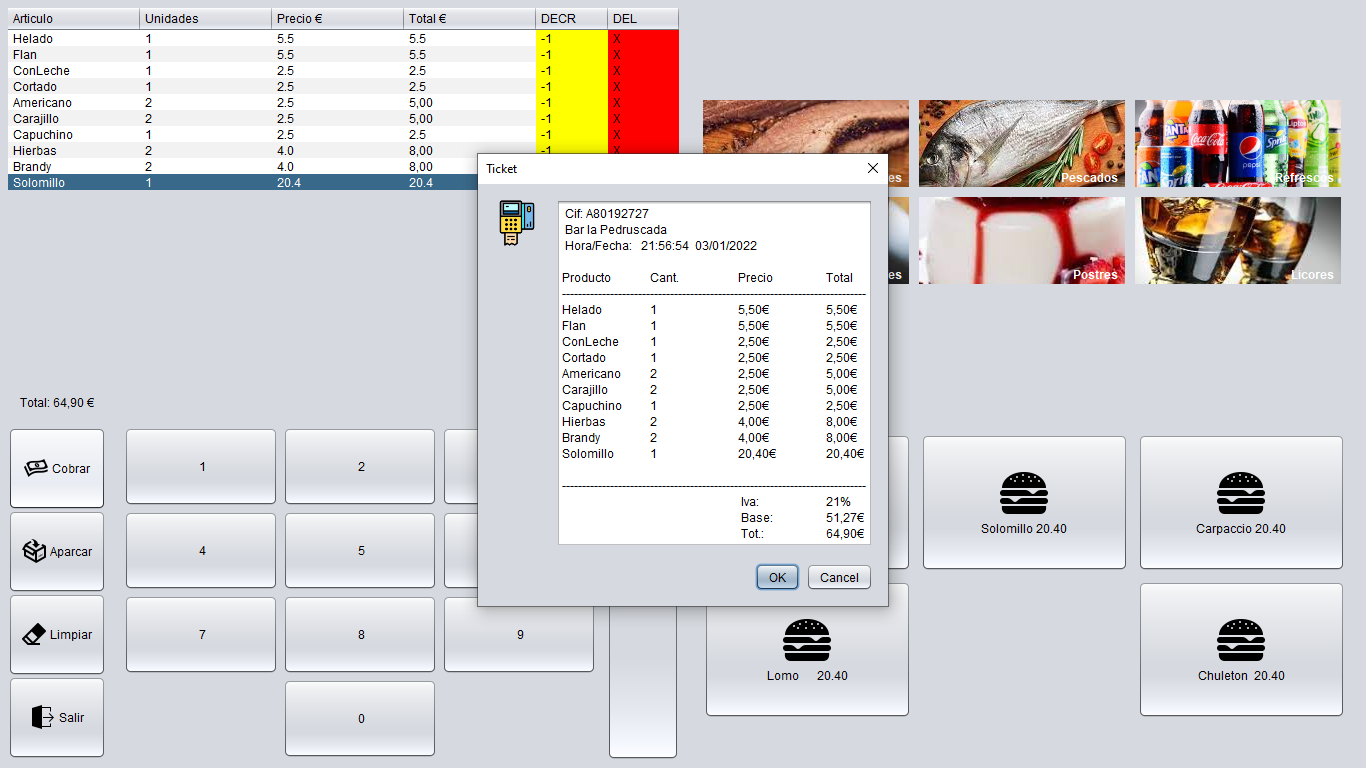 Articulo Unidades Precio € Total € DECR DEL
Helado 1 5.5 5.5 -1 X
Flan 1 5.5 5.5 -1 X
ConLeche 1 2.5 2.5 -1 X
Cortado 1 2.5 2.5 -1 X
Americano 2 2.5 5,00 -1 X
Carajillo 2 2.5 5,00 -1 X
Capuchino 1 2.5 2.5 -1 X
Hierbas 2 4.0 8,00 -1 X
Brandy 2 4.0 8,00
Solomillo 1 20.4 20.4
Total: 64,90 €
Cobrar
Aparcar
Limpiar
Salir
1 2
4 5
7 8 9
0
Ticket
Cif: A80192727
Bar la Pedruscada
Hora/Fecha: 21:56:54 03/01/2022
Producto Cant. Precio Total
Helado 1 5,50€ 5,50€
Flan 1 5,50€ 5,50€
ConLeche 1 2,50€ 2,50€
Cortado 1 2,50€ 2,50€
Americano 2 2,50€ 5,00€
Carajillo 2 2,50€ 5,00€
Capuchino 1 2,50€ 2,50€
Hierbas 2 4,00€ 8,00€
Brandy 2 4,00€ 8,00€
Solomillo 1 20,40€ 20,40€
Iva: 21%
Base: 51,27€
Tot.: 64,90€
OK Cancel
Pescados
Refrescos
Postres
Licores
FANTA
Coca-Cola
pepsi
Sprite
Lipton
Solomillo 20.40
Carpaccio 20.40
Lomo 20.40
Chuleton 20.40